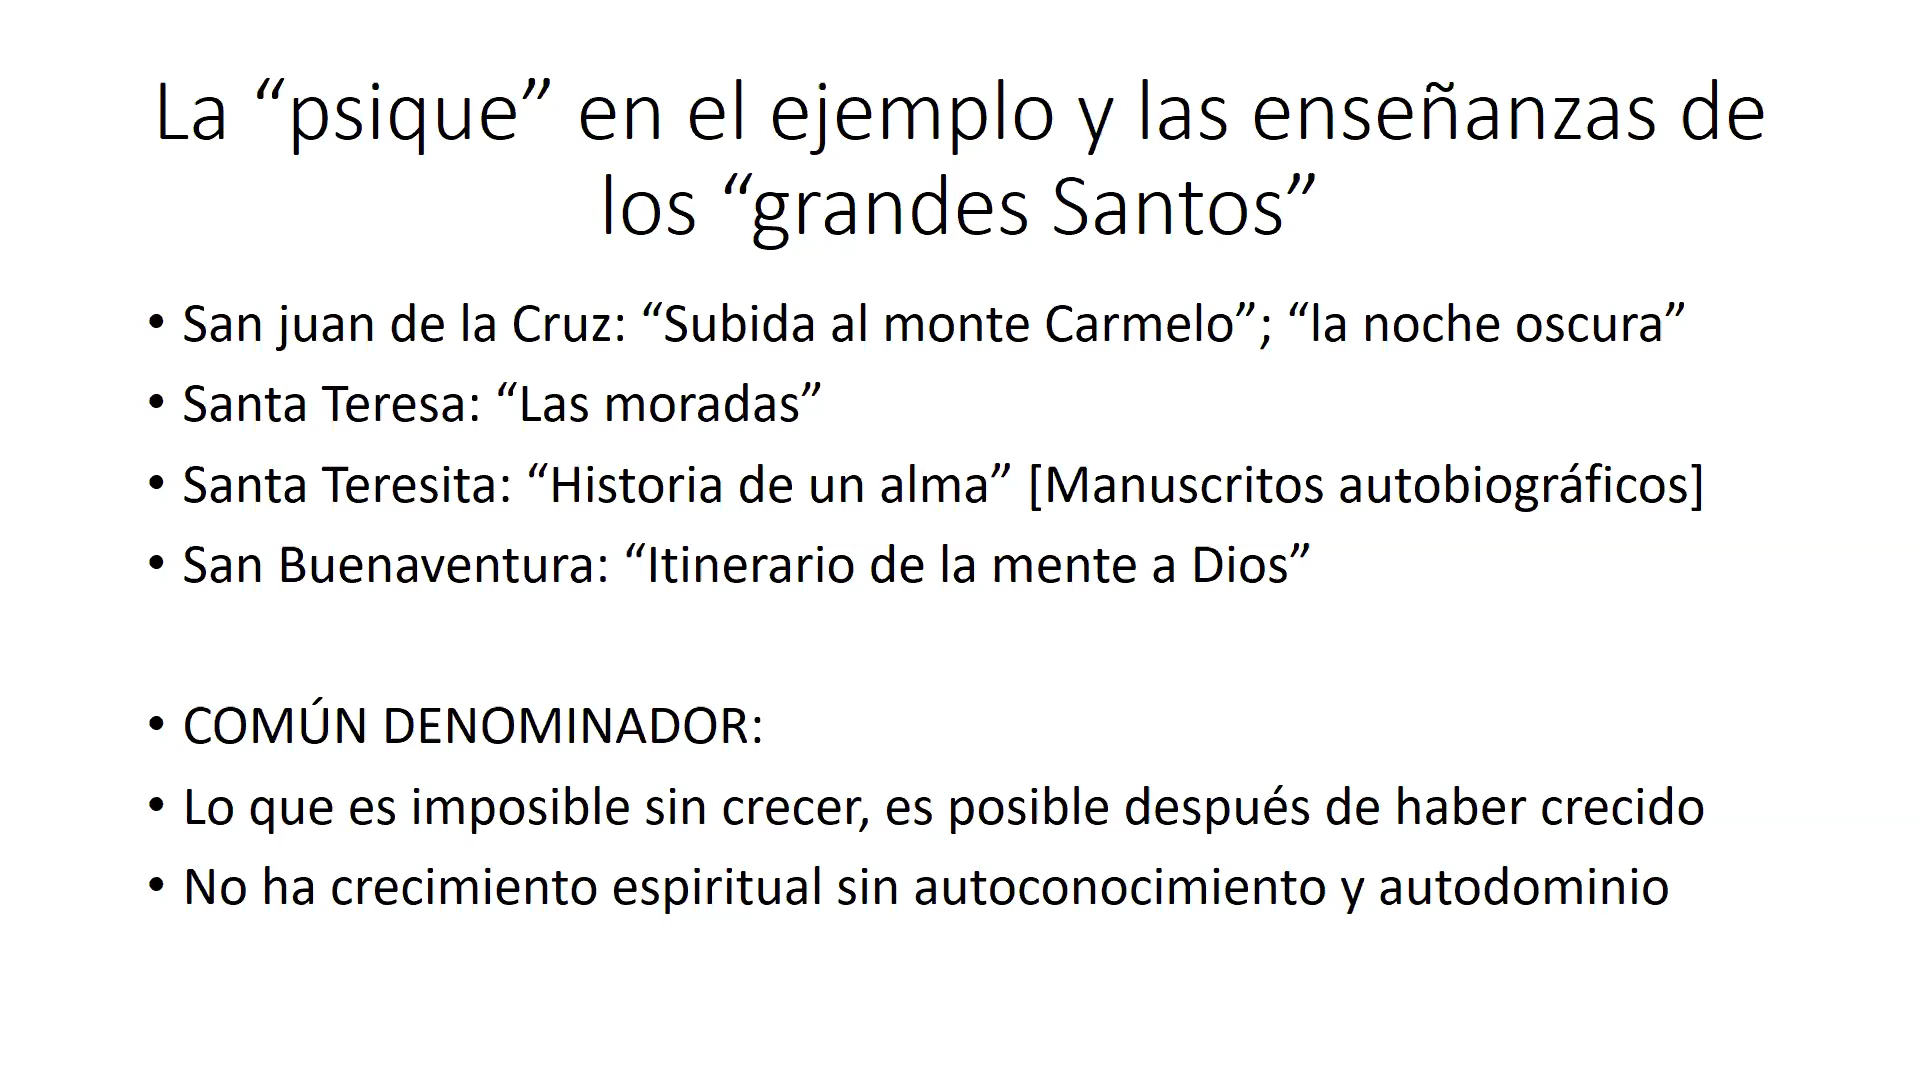 La “psique” en el ejemplo y las enseñanzas de
los “grandes Santos”
• San juan de la Cruz: “Subida al monte Carmelo”; “la noche oscura”
• Santa Teresa: “Las moradas”
• Santa Teresita: “Historia de un alma” [Manuscritos autobiográficos]
• San Buenaventura: “Itinerario de la mente a Dios”
• COMÚN DENOMINADOR:
• Lo que es imposible sin crecer, es posible después de haber crecido
• No ha crecimiento espiritual sin autoconocimiento y autodominio